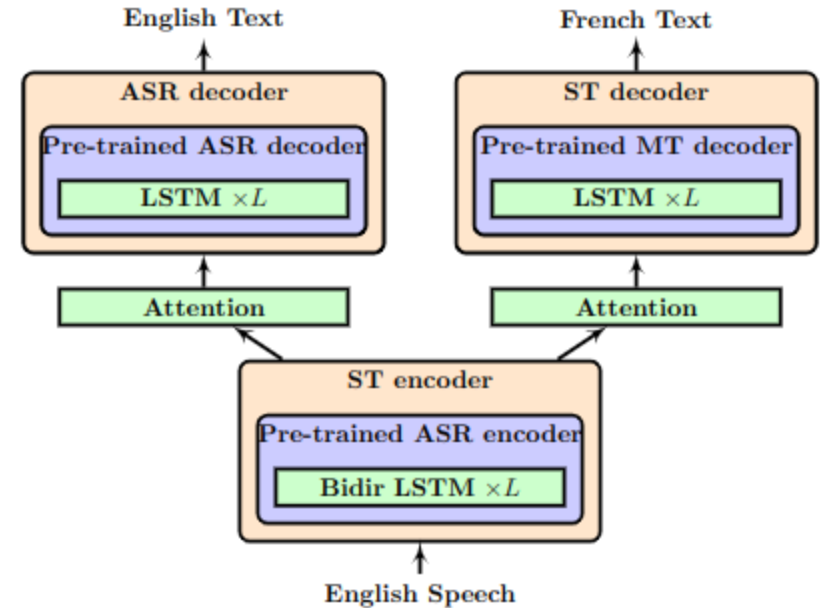 English Text
French Text
ASR decoder
ST decoder
Pre-trained ASR decoder
Pre-trained MT decoder
LSTM ×L
LSTM ×L
Attention
Attention
ST encoder
Pre-trained ASR encoder
Bidir LSTM ×L
English Speech